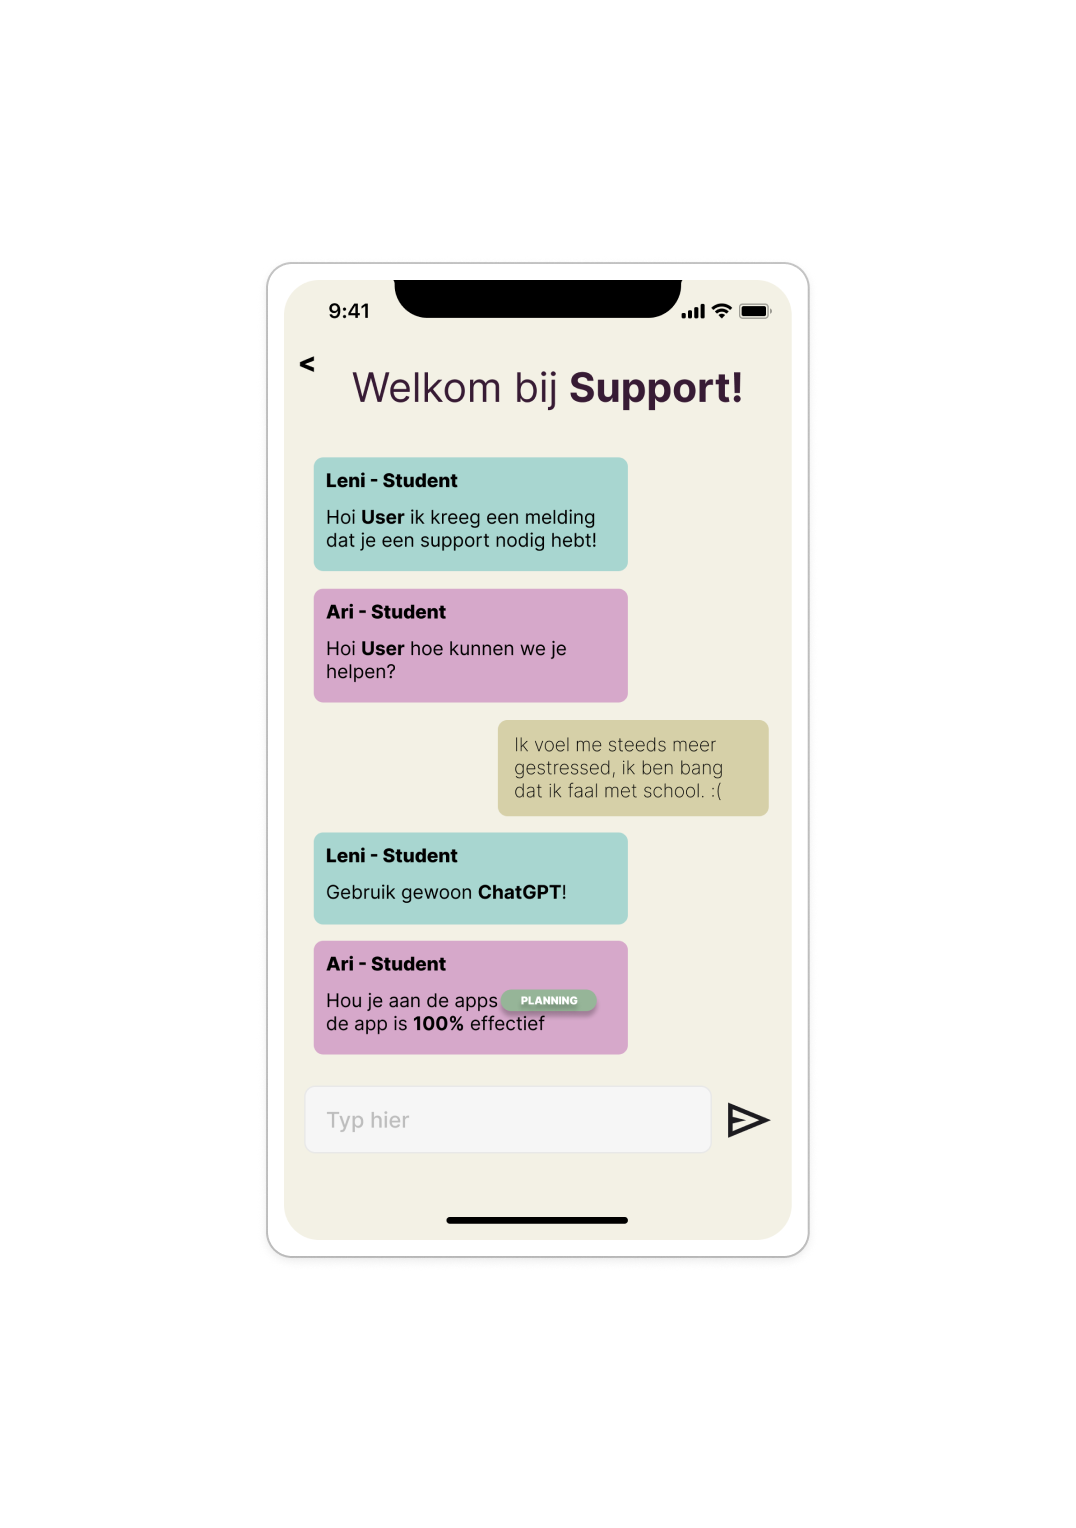 9:41
<
Welkom bij Support!
Leni - Student
Hoi User ik kreeg een melding
dat je een support nodig hebt!
Ari - Student
Hoi User hoe kunnen we je
helpen?
Ik voel me steeds meer
gestressed, ik ben bang
dat ik faal met school. :(
Leni - Student
Gebruik gewoon ChatGPT!
Ari - Student
Hou je aan de apps PLANNING
de app is 100% effectief
Typ hier